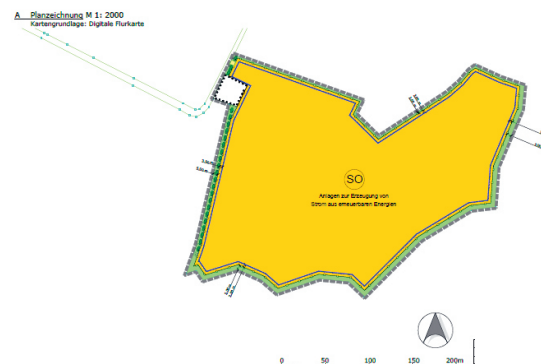 A Planzeichnung M 1: 2000
Kartengrundlage: Digitale Flurkarte
SO
Anlagen zur Erzeugung von
Strom aus erneuerbaren Energien
0 50 100 150 200m